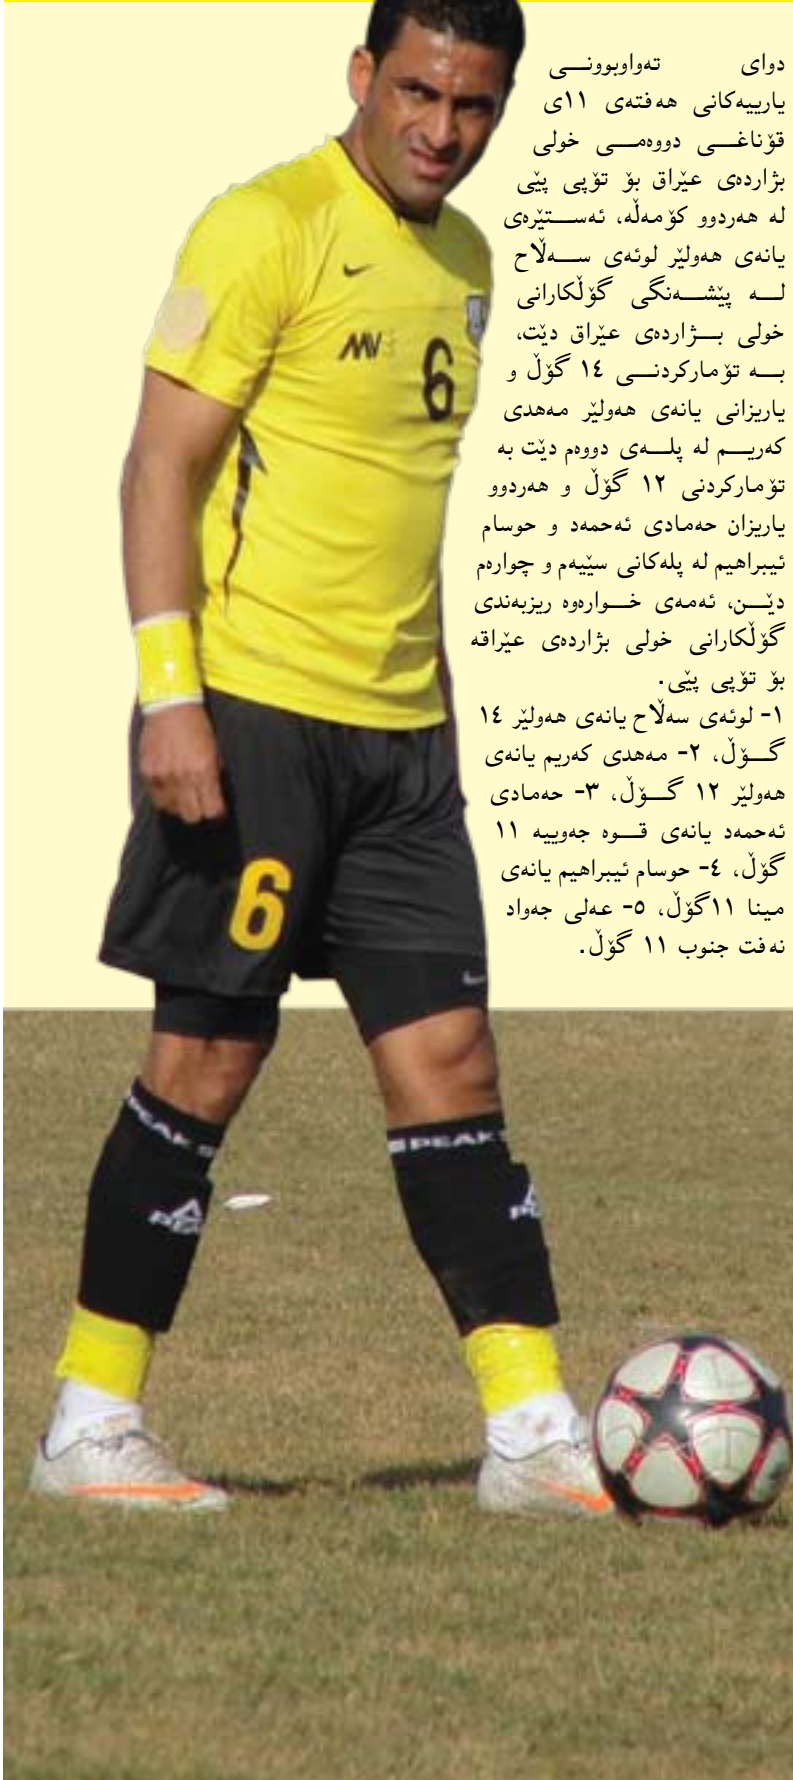 دوای تەواوبوونی
یارییەکانی هەفتەی ١١ی
قۆناغی دووەمی خولی
بژاردەی عێراق بۆ تۆپی پێی
لە هەردوو کۆمەڵە، ئەستێرەی
یانەی هەولێر لوئەی سەڵاح
لە پێشەنگی گۆڵکارانی
خولی بژاردەی عێراق دێت،
بە تۆمارکردنی ١٤ گۆڵ و
یاریزانی یانەی هەولێر مەهدی
کەریم لە پلەی دووەم دێت بە
تۆمارکردنی ١٢ گۆڵ و هەردوو
یاریزان حەمادی ئەحمەد و حوسام
ئیبراهیم لە پلەکانی سێیەم و چوارەم
دێن، ئەمەی خوارەوە ریزبەندی
گۆڵکارانی خولی بژاردەی عێراقە
بۆ تۆپی پێی.
١- لوئەی سەڵاح یانەی هەولێر ١٤
گۆڵ، ٢- مەهدی کەریم یانەی
هەولێر ١٢ گۆڵ، ٣- حەمادی
ئەحمەد یانەی قوە جەوییە ١١
گۆڵ، ٤- حوسام ئیبراهیم یانەی
مینا ١١گۆڵ، ٥- عەلی جەواد
نەفت جنوب ١١ گۆڵ.
6
6
PEAK S
PEAK